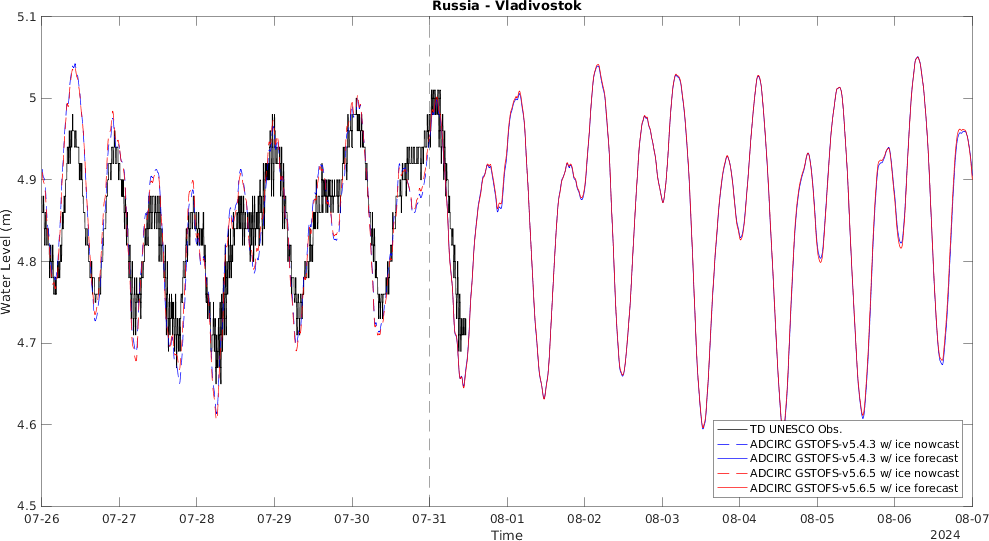 Russia - Vladivostok
5.1
5
4.9
4.8
4.7
4.6
4.5
Water Level (m)
TD UNESCO Obs.
ADCIRC GSTOFS-v5.4.3 w/ ice nowcast
ADCIRC GSTOFS-v5.4.3 w/ ice forecast
ADCIRC GSTOFS-v5.6.5 w/ ice nowcast
ADCIRC GSTOFS-v5.6.5 w/ ice forecast
07-26 07-27 07-28 07-29 07-30 07-31 08-01 08-02 08-03 08-04 08-05 08-06 08-07
Time
2024